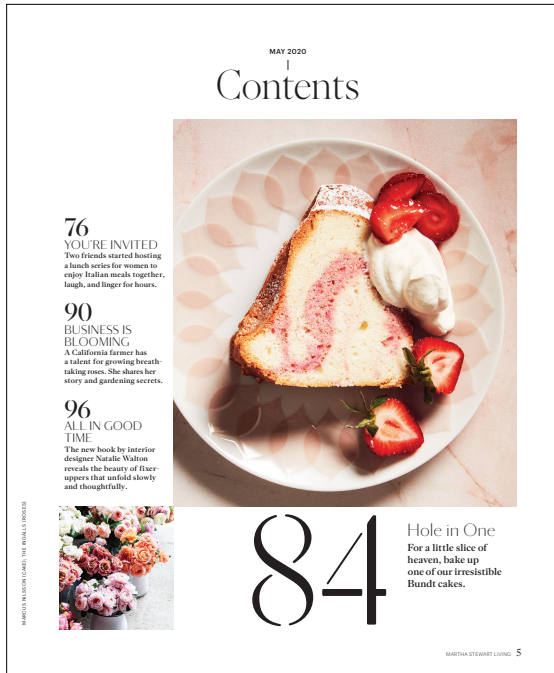 MAY 2020
Contents
76
YOU'RE INVITED
Two friends started hosting
a lunch series for women to
enjoy Italian meals together,
laugh, and linger for hours.
90
BUSINESS IS
BLOOMING
A California farmer has
a talent for growing breath-
taking roses. She shares her
story and gardening secrets.
96
ALL IN GOOD
TIME
The new book by interior
designer Natalie Walton
reveals the beauty of fixer-
uppers that unfold slowly
and thoughtfully.
MARCUS NILSSON (CAKE); THE INGALLS (ROSES)
84
Hole in One
For a little slice of
heaven, bake up
one of our irresistible
Bundt cakes.
MARTHA STEWART LIVING 5